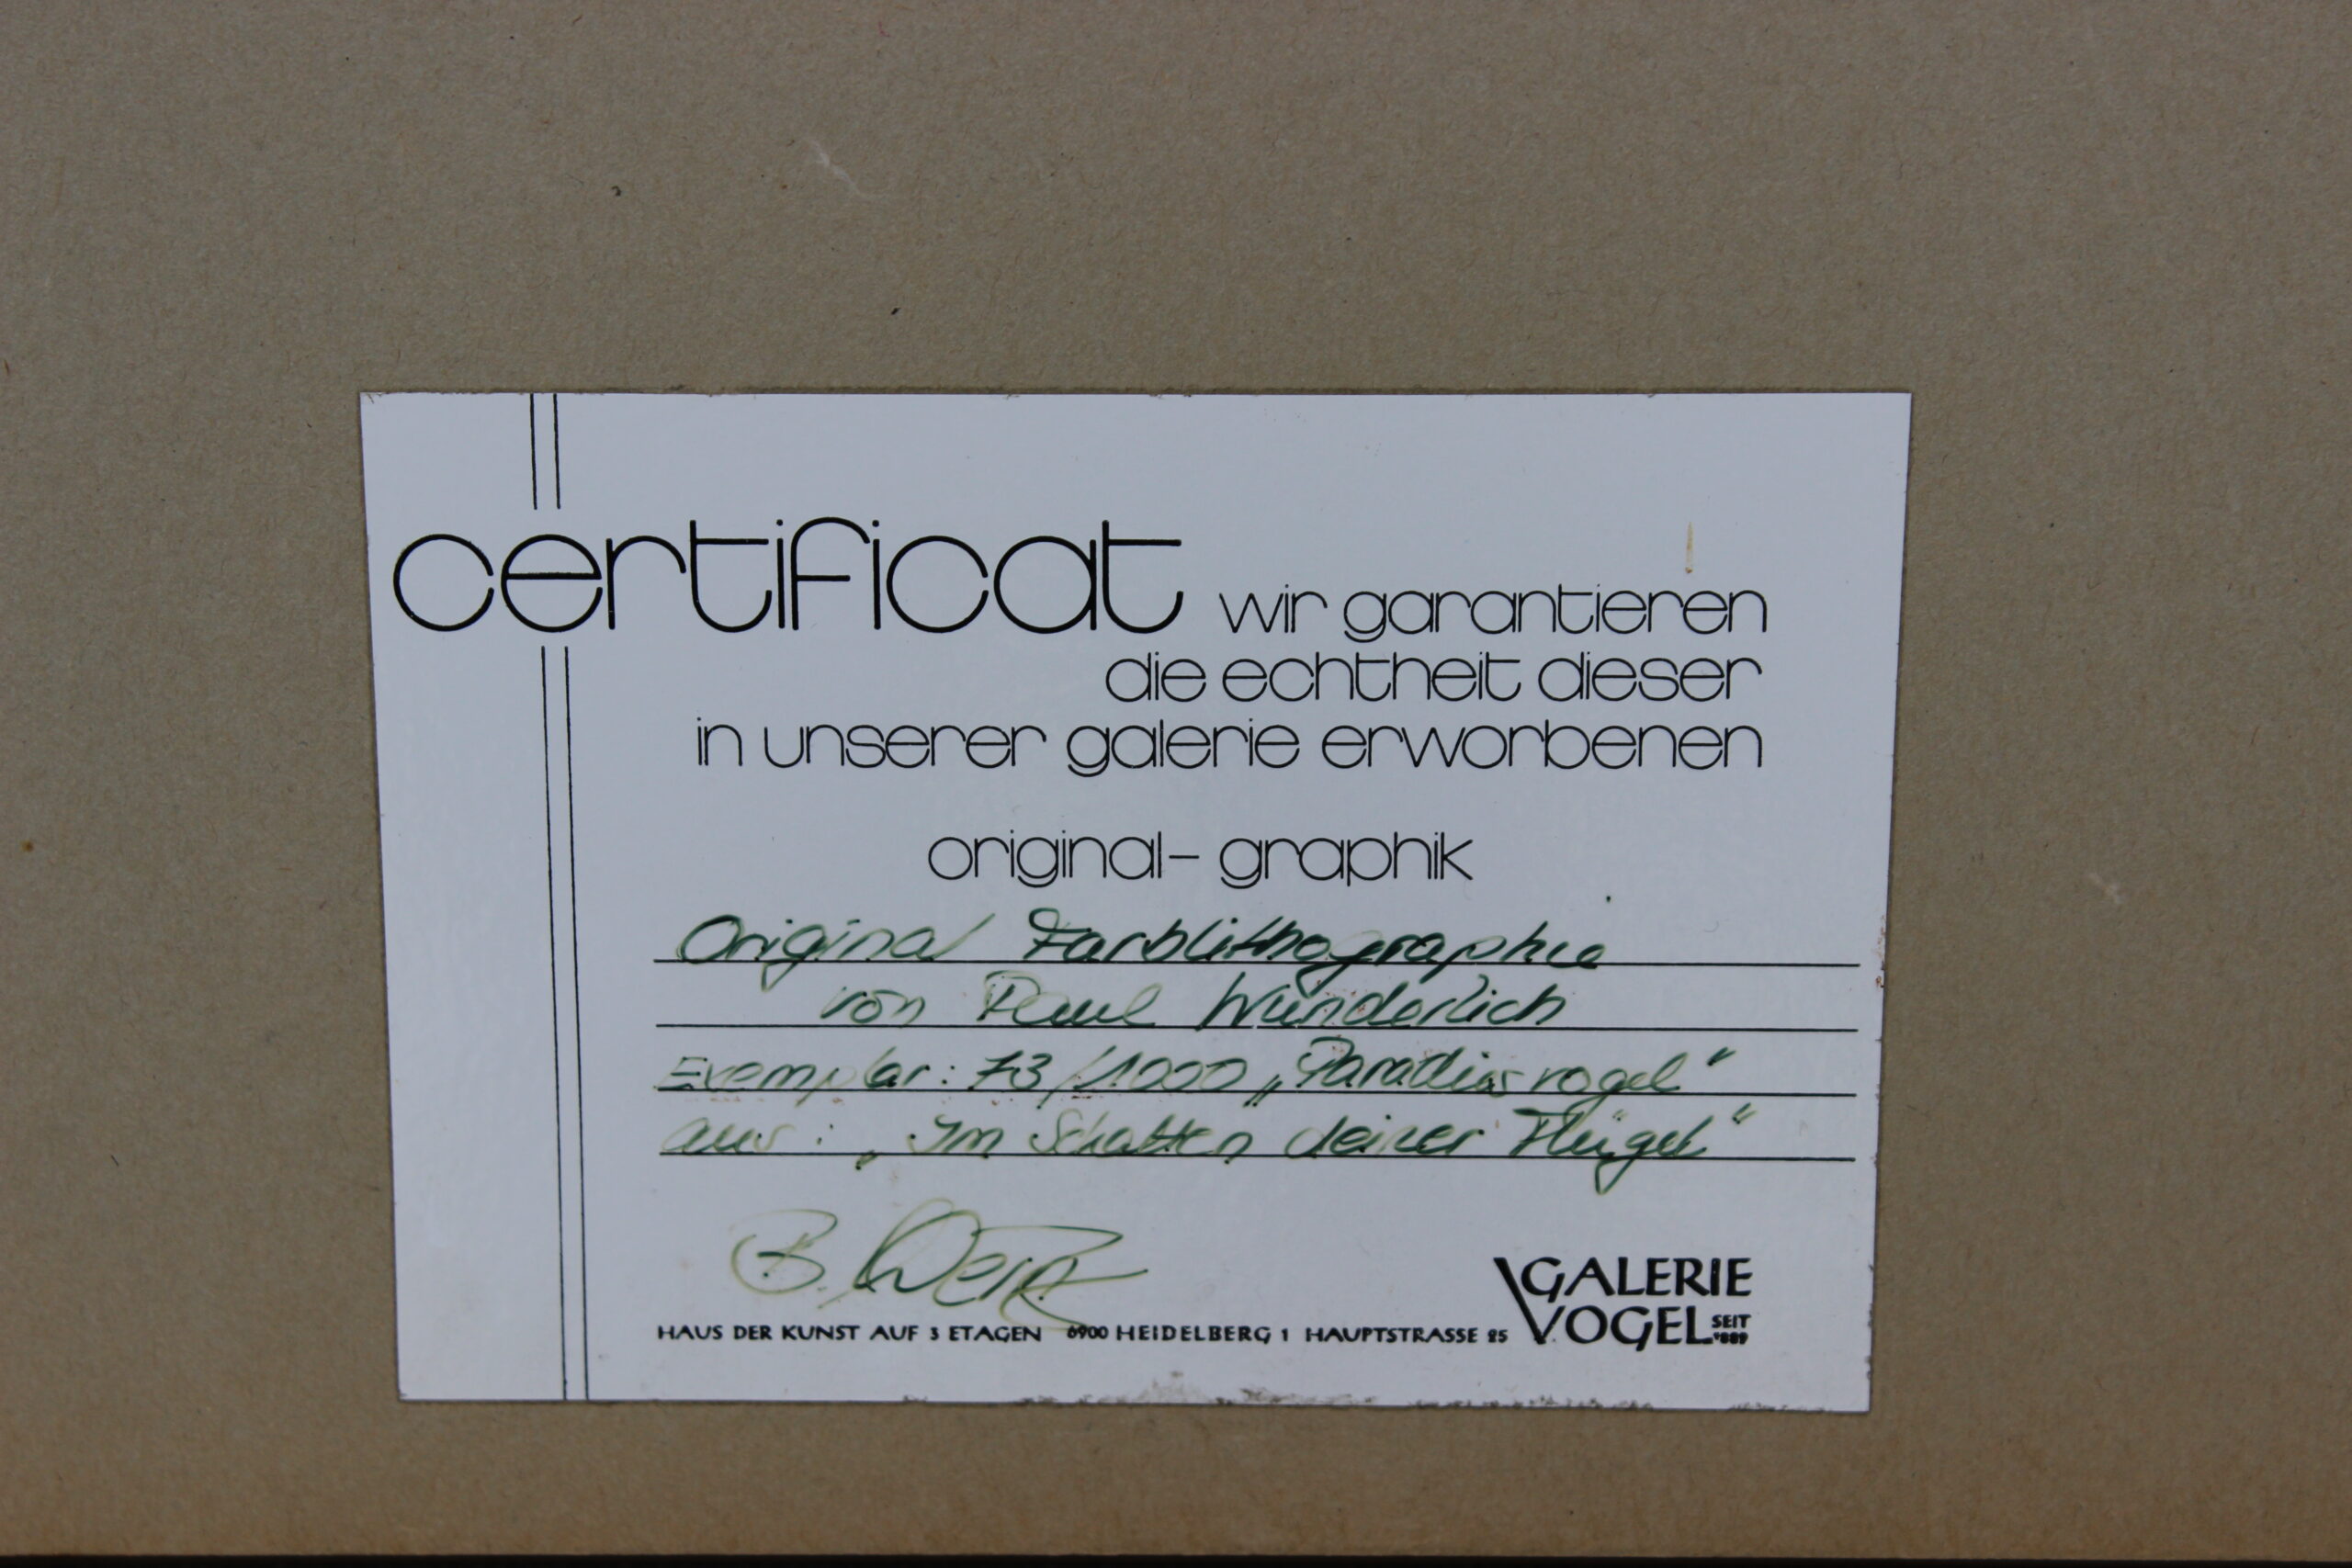 certificat wir garantieren
die echtheit dieser
in unserer galerie erworbenen
original-graphik
Original Farblithographie
von Paul Wunderlich
Exemplar: 73/1000 „Paradiesvogel“
aus: „Im Schatten deiner Flügel“
B.
GALERIE
VOGEL SEIT
HAUS DER KUNST AUF 3 ETAGEN 6900 HEIDELBERG 1 HAUPTSTRASSE 25